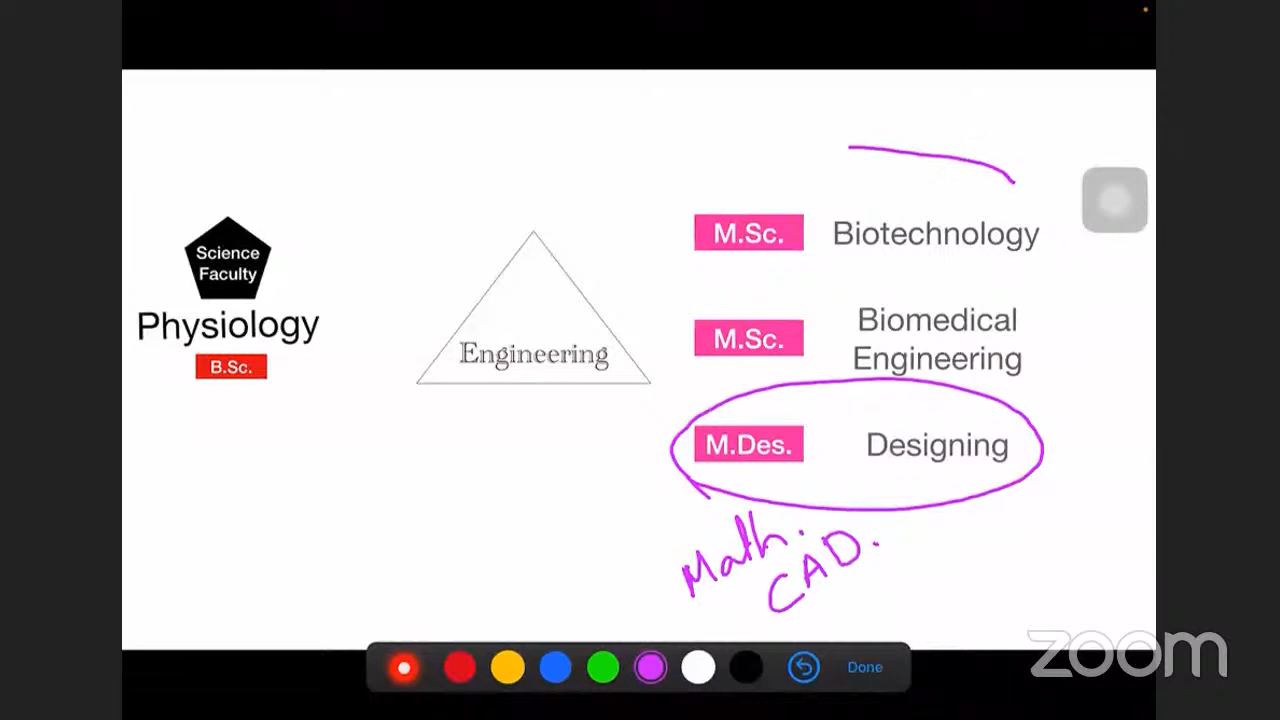 Science
Faculty
Physiology
B.Sc.
Engineering
M.Sc. Biotechnology
M.Sc. Biomedical
Engineering
M.Des. Designing
Math.
CAD.
Done
zoom